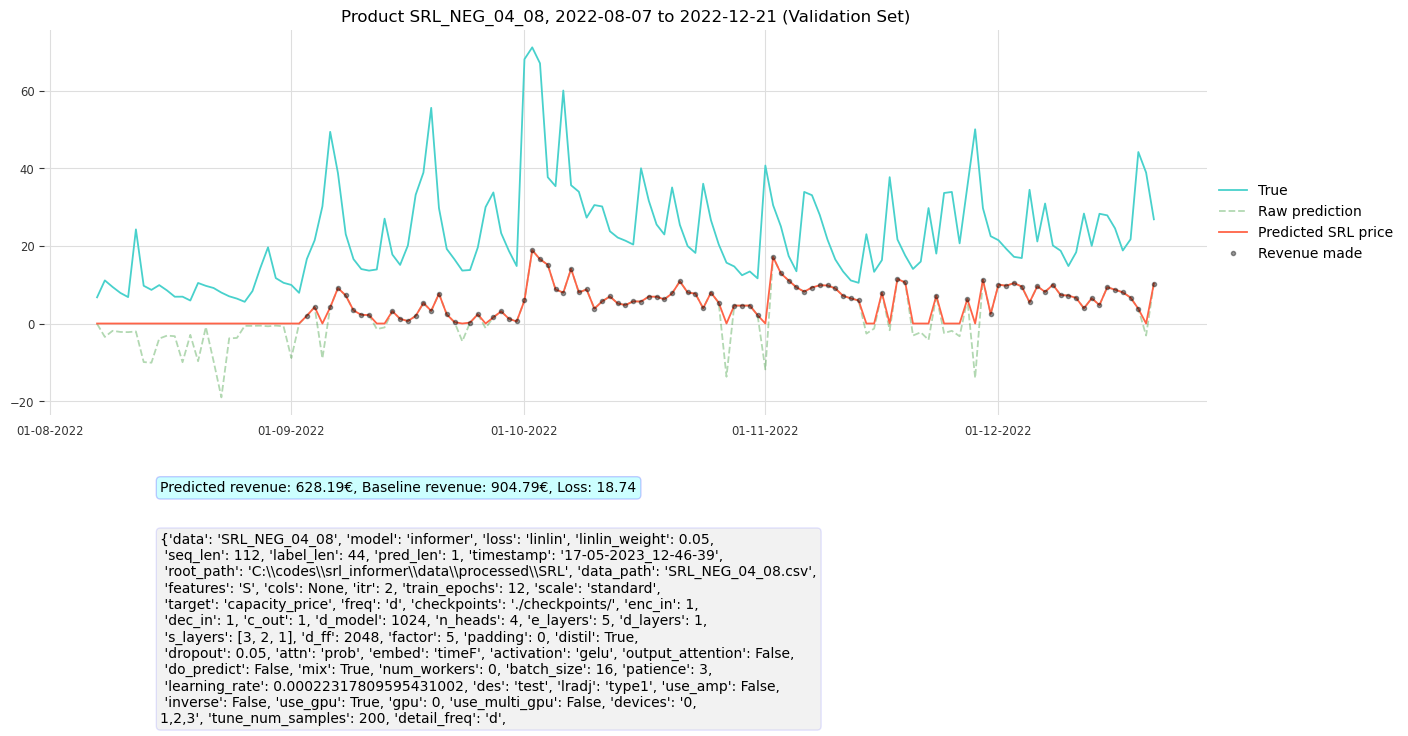 Product SRL_NEG_04_08, 2022-08-07 to 2022-12-21 (Validation Set)
60
40
20
0
−20
01-08-2022
01-09-2022
01-10-2022
01-11-2022
01-12-2022
True
Raw prediction
Predicted SRL price
Revenue made
Predicted revenue: 628.19€, Baseline revenue: 904.79€, Loss: 18.74
{'data': 'SRL_NEG_04_08', 'model': 'informer', 'loss': 'linlin', 'linlin_weight': 0.05,
'seq_len': 112, 'label_len': 44, 'pred_len': 1, 'timestamp': '17-05-2023_12-46-39',
'root_path': 'C:\\codes\\srl_informer\\data\\processed\\SRL', 'data_path': 'SRL_NEG_04_08.csv',
'features': 'S', 'cols': None, 'itr': 2, 'train_epochs': 12, 'scale': 'standard',
'target': 'capacity_price', 'freq': 'd', 'checkpoints': './checkpoints/', 'enc_in': 1,
'dec_in': 1, 'c_out': 1, 'd_model': 1024, 'n_heads': 4, 'e_layers': 5, 'd_layers': 1,
's_layers': [3, 2, 1], 'd_ff': 2048, 'factor': 5, 'padding': 0, 'distil': True,
'dropout': 0.05, 'attn': 'prob', 'embed': 'timeF', 'activation': 'gelu', 'output_attention': False,
'do_predict': False, 'mix': True, 'num_workers': 0, 'batch_size': 16, 'patience': 3,
'learning_rate': 0.00022317809595431002, 'des': 'test', 'lradj': 'type1', 'use_amp': False,
'inverse': False, 'use_gpu': True, 'gpu': 0, 'use_multi_gpu': False, 'devices': '0,
1,2,3', 'tune_num_samples': 200, 'detail_freq': 'd',